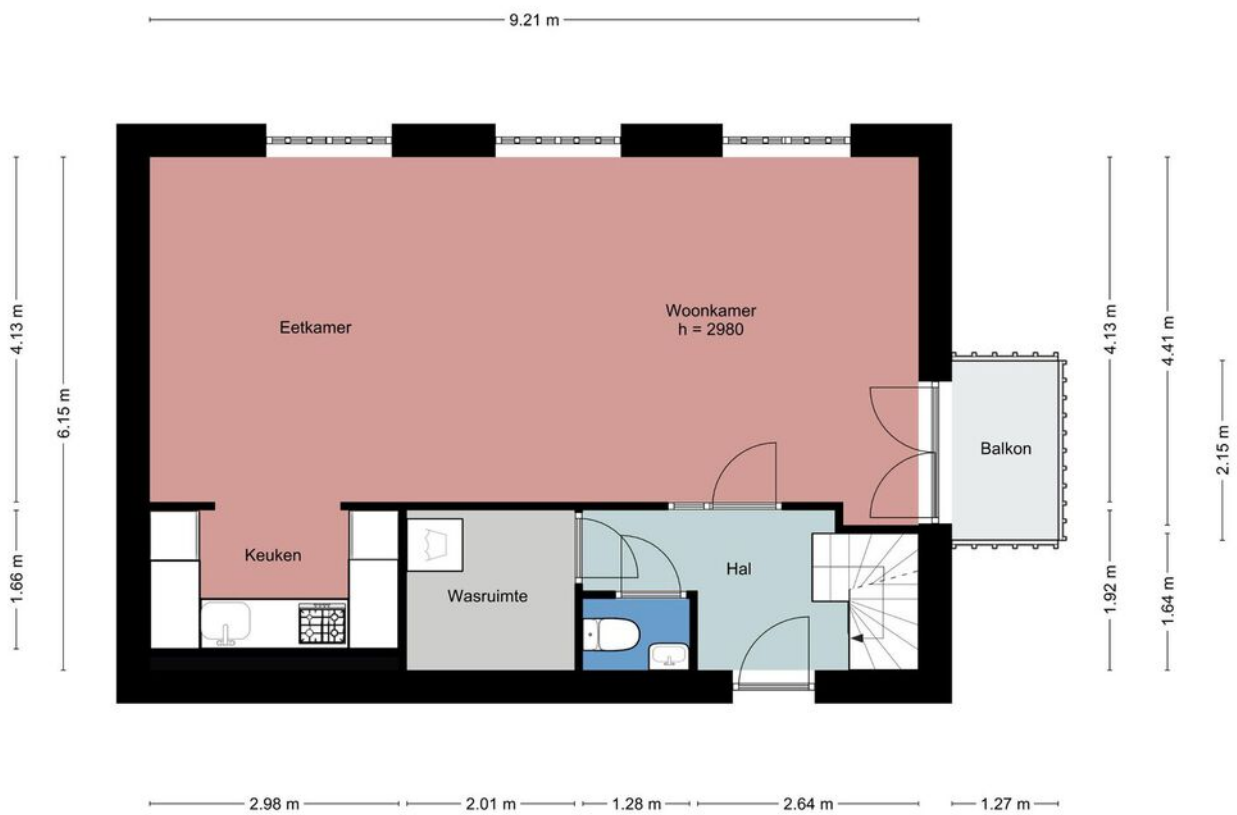 9.21 m
Eetkamer
Woonkamer
h = 2980
4.13 m
6.15 m
1.66 m
4.13 m
4.41 m
2.15 m
1.92 m
1.64 m
Balkon
Keuken
Wasruimte
Hal
2.98 m
2.01 m
1.28 m
2.64 m
1.27 m